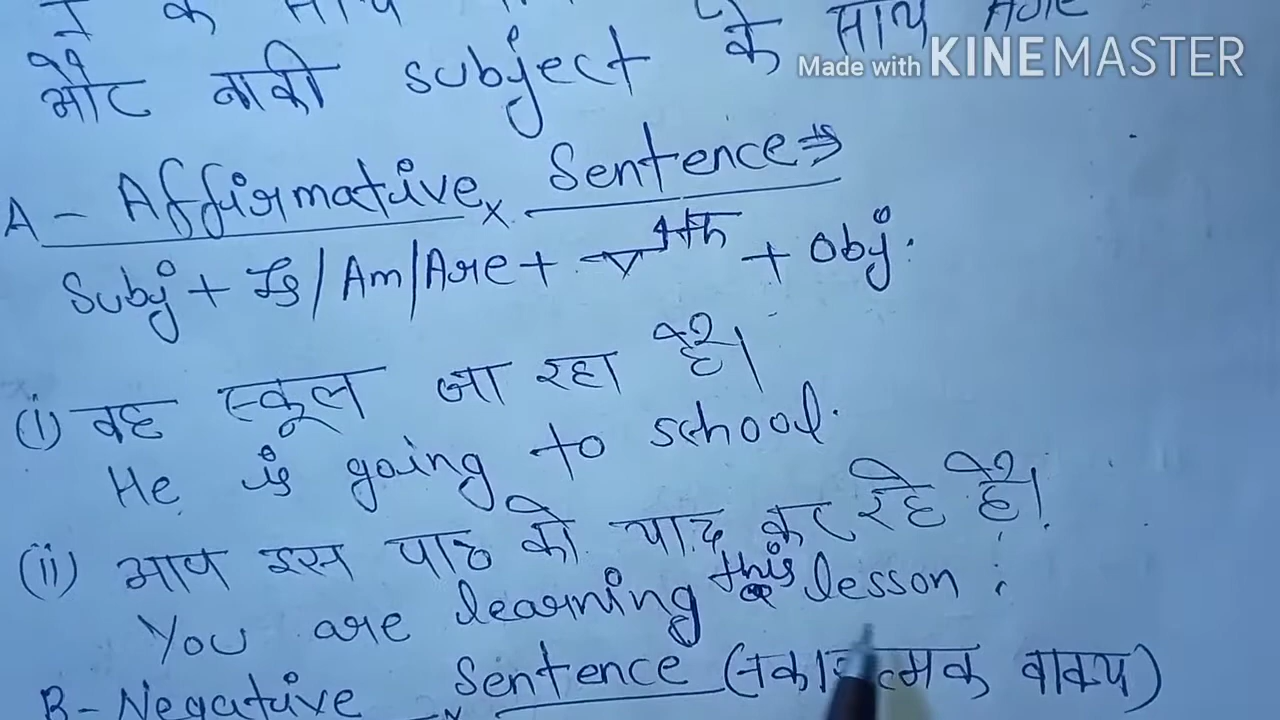 के साथ
और बाकी subject के साथ Are
Made with KINEMASTER
A - Affirmative Sentence ⇒
Subj + Is/Am/Are + V4th + Obj.
(i) वह स्कूल जा रहा है।
He is going to school.
(ii) आप इस पाठ को याद कर रहे है।
You are learning this lesson.
B - Negative Sentence (नकारात्मक वाक्य)